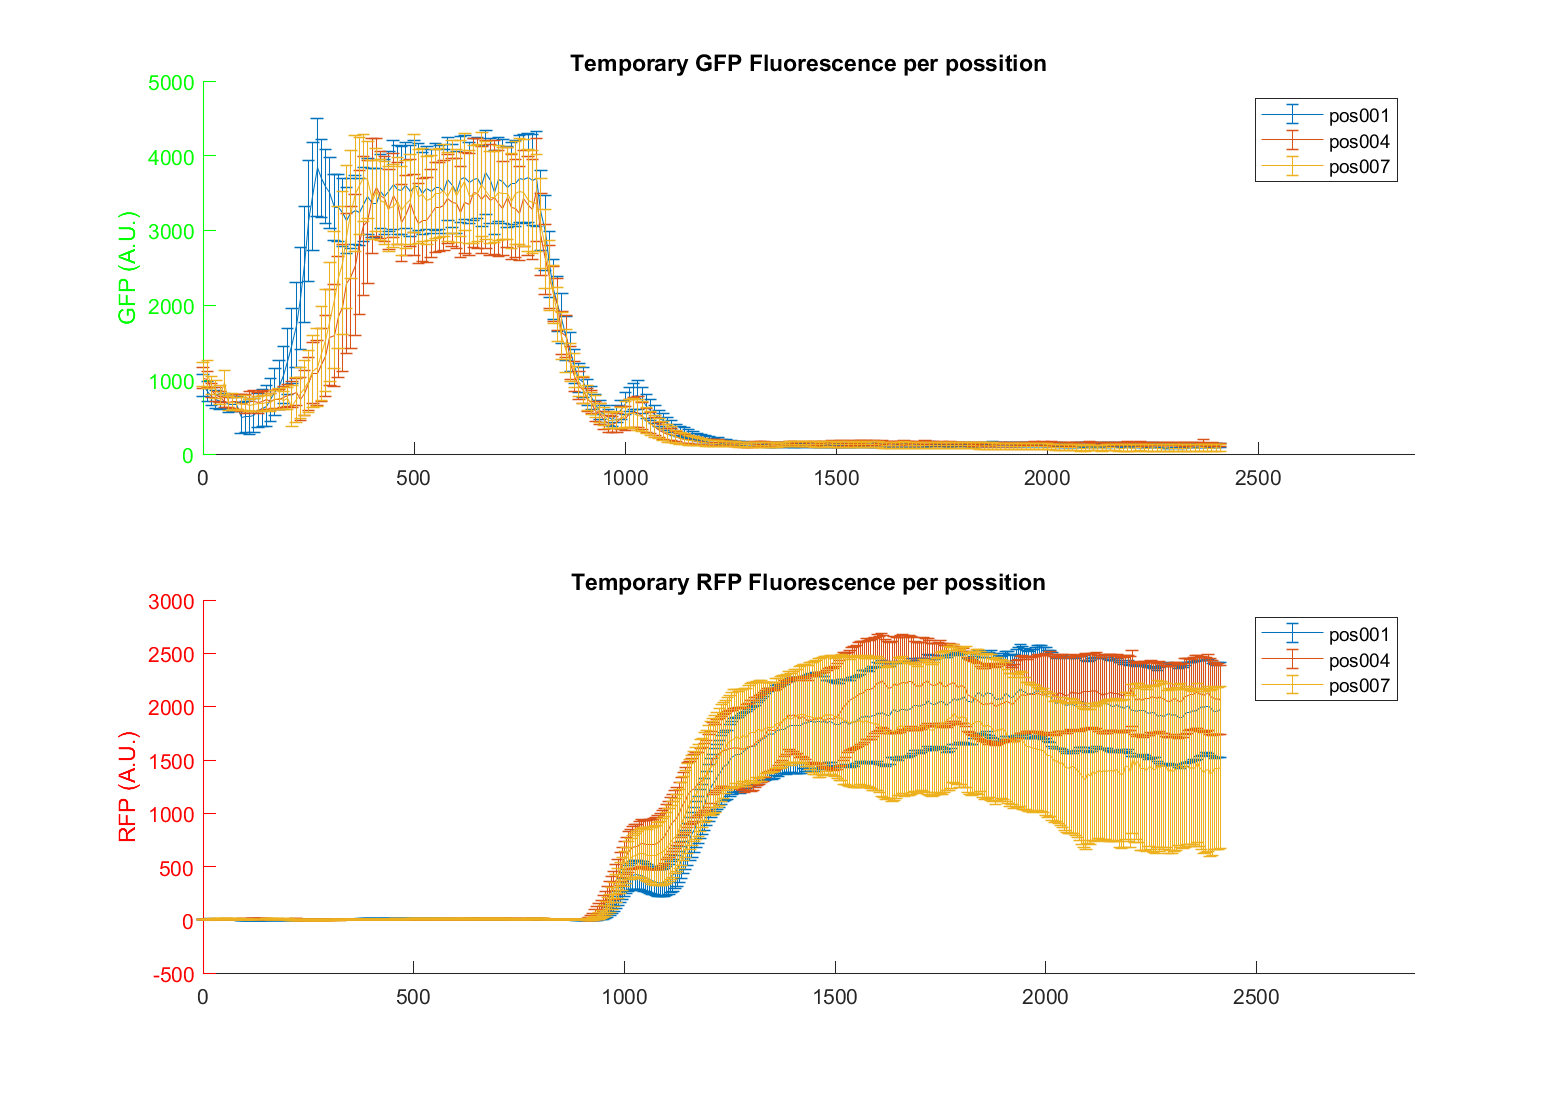 Temporary GFP Fluorescence per possition
5000
4000
3000
2000
1000
0
GFP (A.U.)
0 500 1000 1500 2000 2500
pos001
pos004
pos007
Temporary RFP Fluorescence per possition
3000
2500
2000
1500
1000
500
0
-500
RFP (A.U.)
0 500 1000 1500 2000 2500
pos001
pos004
pos007